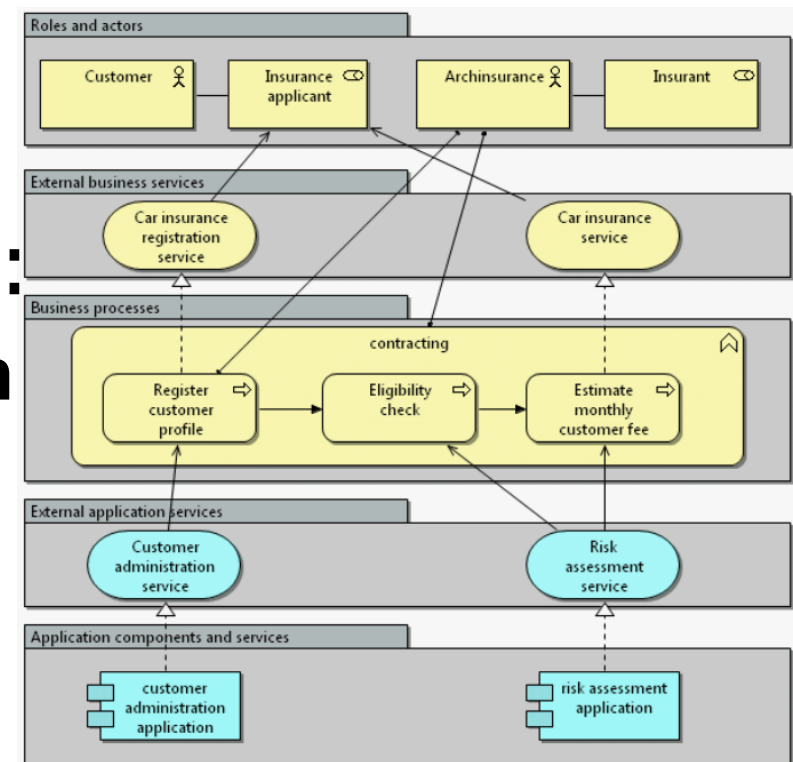 Roles and actors
Customer
Insurance
applicant
Archinsurance
Insurant
External business services
Car insurance
registration
service
Car insurance
service
:
Business processes
contracting
Register
customer
profile
Eligibility
check
Estimate
monthly
customer fee
External application services
Customer
administration
service
Risk
assessment
service
Application components and services
customer
administration
application
risk assessment
application